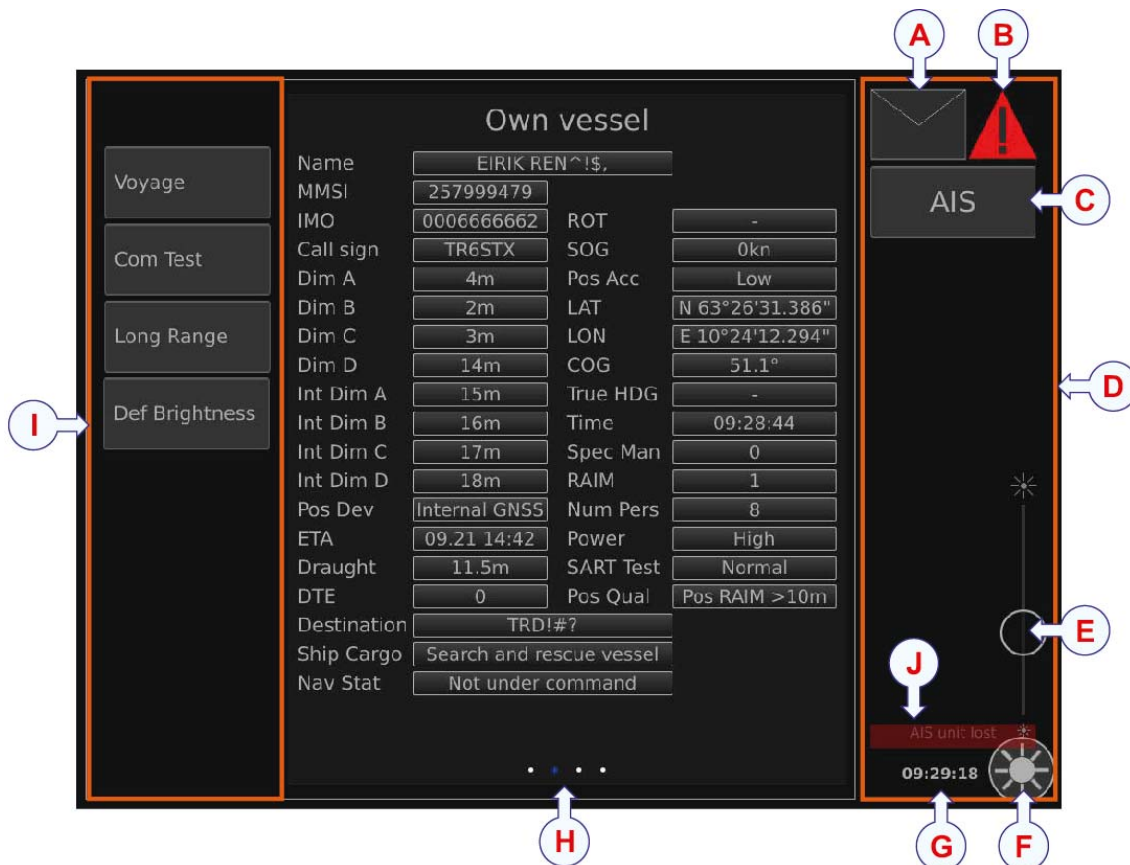 A B
Own vessel
Name EIRIK REN^!$,
Voyage
MMSI 257999479
AIS C
IMO 0006666662 ROT -
Call sign TR6STX SOG 0kn
Com Test
Dim A 4m Pos Acc Low
Dim B 2m LAT N 63°26'31.386"
Long Range
Dim C 3m LON E 10°24'12.294"
Dim D 14m COG 51.1°
D
Int Dim A 15m True HDG -
Def Brightness
I
Int Dim B 16m Time 09:28:44
Int Dim C 17m Spec Man 0
Int Dim D 18m RAIM 1
Pos Dev Internal GNSS Num Pers 8
ETA 09.21 14:42 Power High
Draught 11.5m SART Test Normal
DTE 0 Pos Qual Pos RAIM >10m
Destination TRD!#?
E
Ship Cargo Search and rescue vessel
J
Nav Stat Not under command
AIS unit lost
09:29:18
H G F